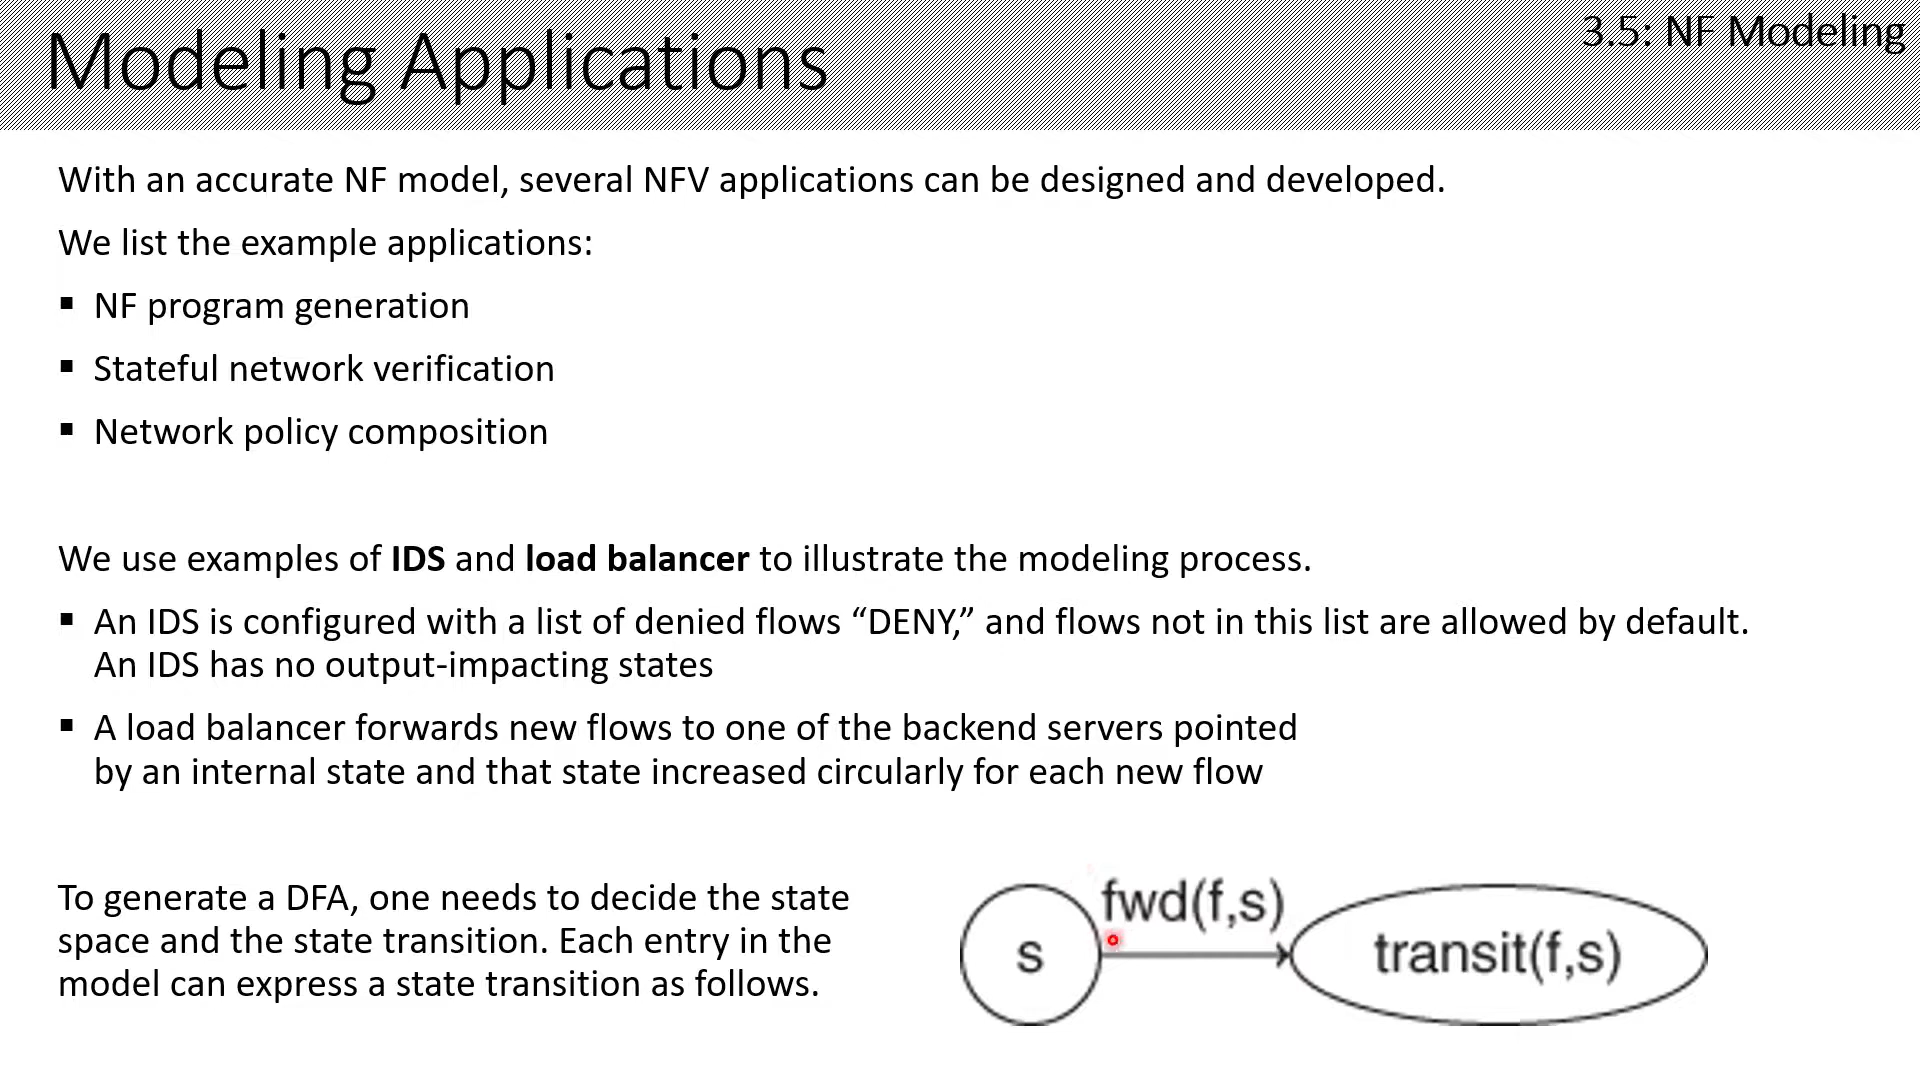 Modeling Applications
3.5: NF Modeling
With an accurate NF model, several NFV applications can be designed and developed.
We list the example applications:
▪ NF program generation
▪ Stateful network verification
▪ Network policy composition
We use examples of IDS and load balancer to illustrate the modeling process.
▪ An IDS is configured with a list of denied flows “DENY,” and flows not in this list are allowed by default.
An IDS has no output-impacting states
▪ A load balancer forwards new flows to one of the backend servers pointed
by an internal state and that state increased circularly for each new flow
To generate a DFA, one needs to decide the state
space and the state transition. Each entry in the
model can express a state transition as follows.
s
fwd(f,s)
transit(f,s)